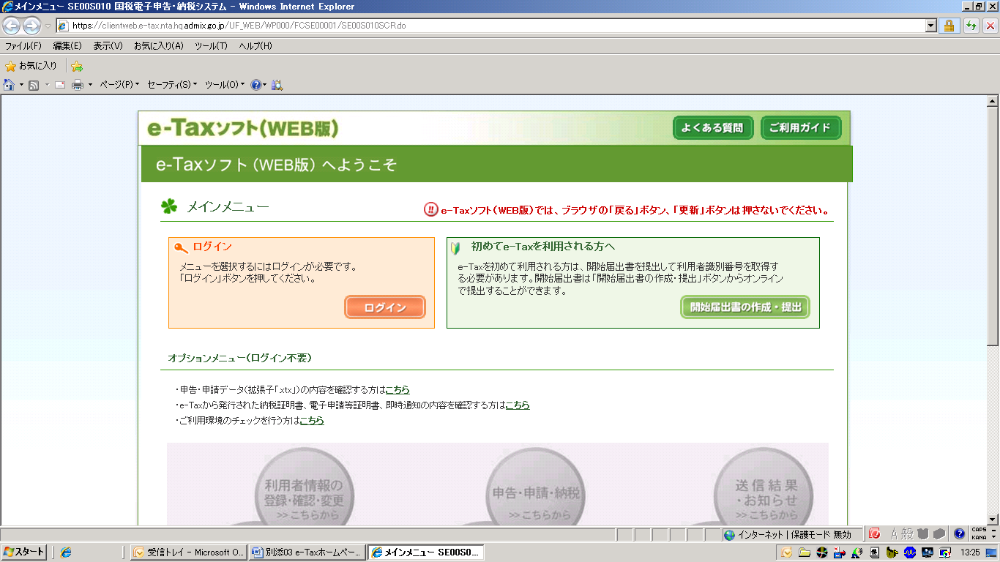 メインメニュー SE00S010 国税電子申告・納税システム - Windows Internet Explorer
https://clientweb.e-tax.nta.hq.admix.go.jp/UF_WEB/WP000/FCSE00001/SE00S010SCR.do
ファイル(F) 編集(E) 表示(V) お気に入り(A) ツール(T) ヘルプ(H)
お気に入り
ページ(P) セーフティ(S) ツール(O)
e-Taxソフト(WEB版) よくある質問 ご利用ガイド
e-Taxソフト（WEB版）へようこそ
メインメニュー e-Taxソフト(WEB版)では、ブラウザの「戻る」ボタン、「更新」ボタンは押さないでください。
ログイン
メニューを選択するにはログインが必要です。
「ログイン」ボタンを押してください。
ログイン
初めてe-Taxを利用される方へ
e-Taxを初めて利用される方は、開始届出書を提出して利用者識別番号を取得す
る必要があります。開始届出書は「開始届出書の作成・提出」ボタンからオンライン
で提出することができます。
開始届出書の作成・提出
オプションメニュー(ログイン不要)
・申告・申請データ(拡張子「.xtx」)の内容を確認する方はこちら
・e-Taxから発行された納税証明書、電子申請等証明書、即時通知の内容を確認する方はこちら
・ご利用環境のチェックを行う方はこちら
利用者情報の
登録・確認・変更
>>こちらから
申告・申請・納税
>>こちらから
送信結果
・お知らせ
>>こちらから
インターネット | 保護モード: 無効
A 般
CAPS
KANA
スタート 受信トレイ - Microsoft O... 別添03 e-Taxホームペー... メインメニュー SE00S0... 13:25